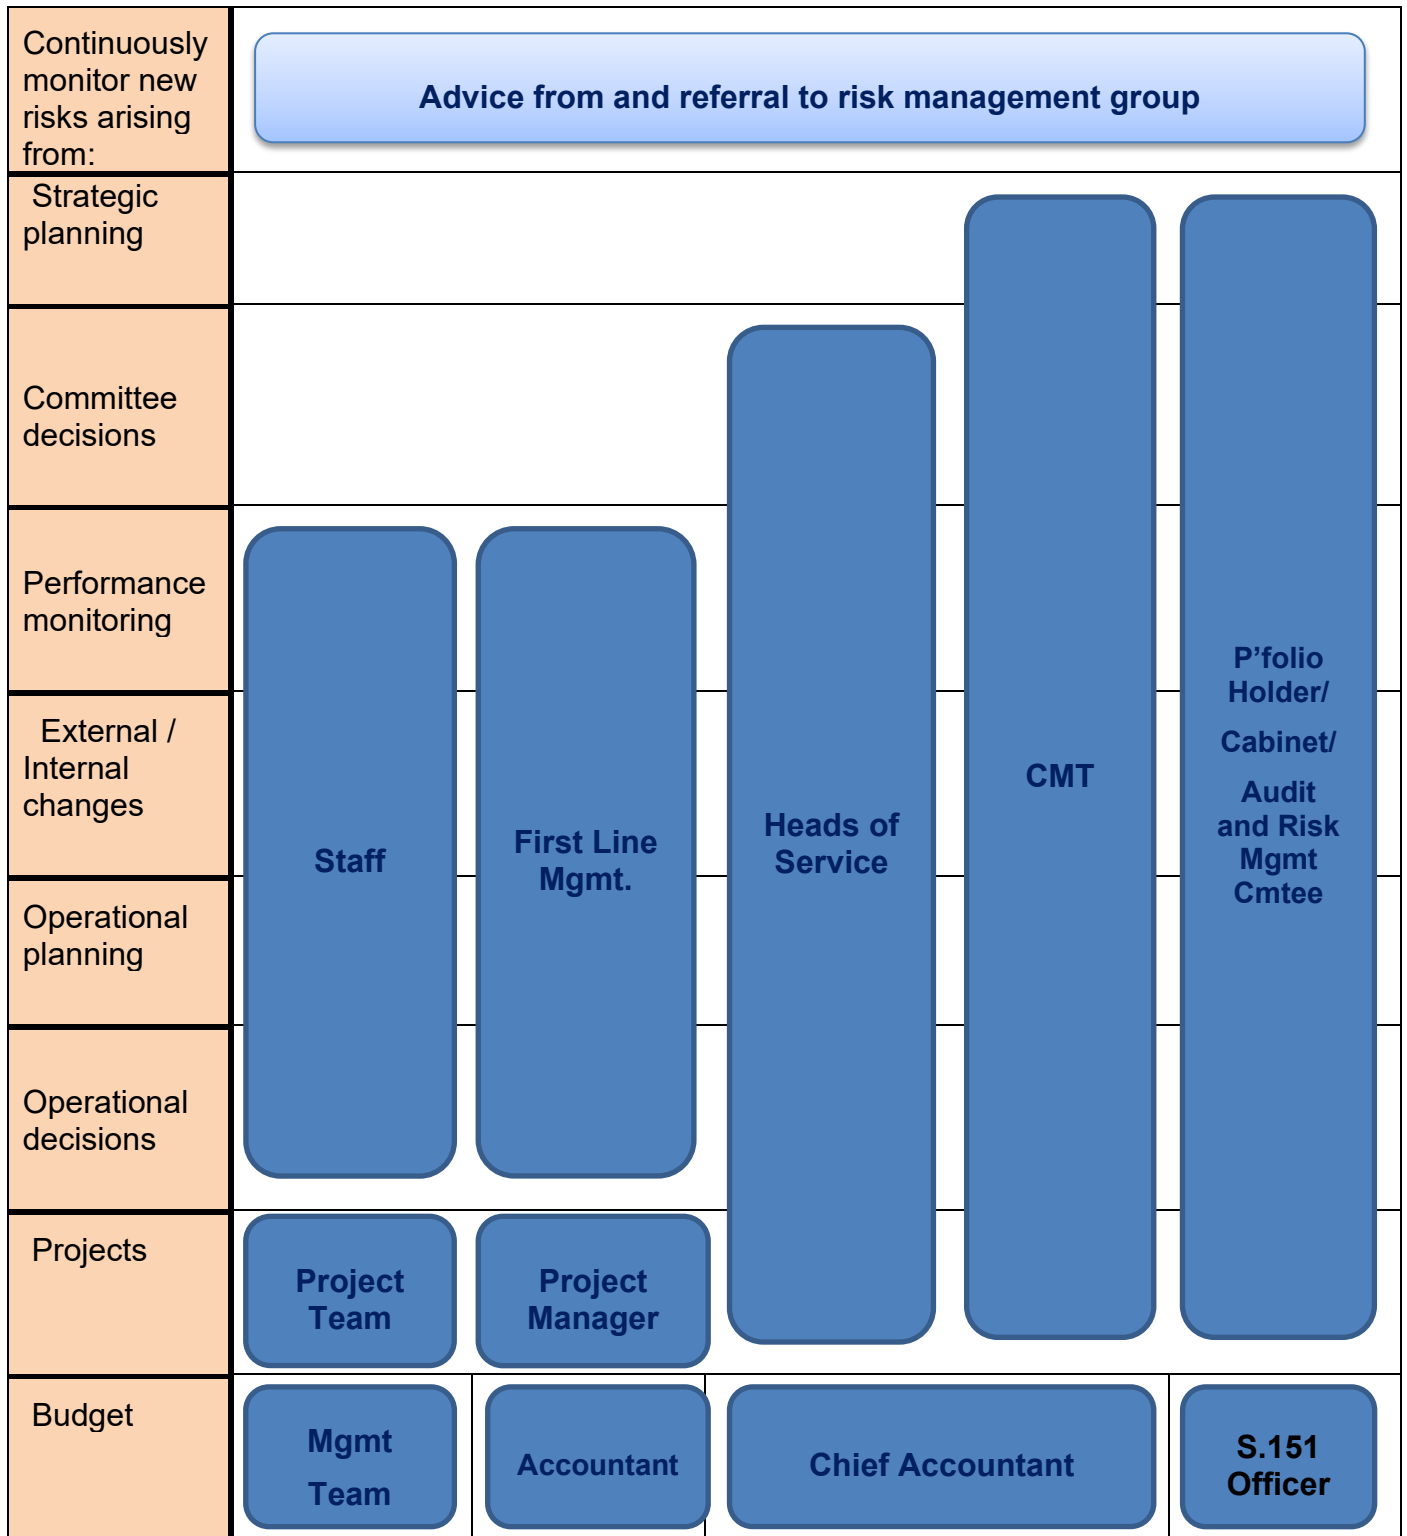 Continuously
monitor new
risks arising
from:
Advice from and referral to risk management group
Strategic
planning
Committee
decisions
Performance
monitoring
External /
Internal
changes
Operational
planning
Operational
decisions
Staff
First Line
Mgmt.
Heads of
Service
CMT
P’folio
Holder/
Cabinet/
Audit
and Risk
Mgmt
Cmtee
Projects
Project
Team
Project
Manager
Budget
Mgmt
Team
Accountant
Chief Accountant
S.151
Officer